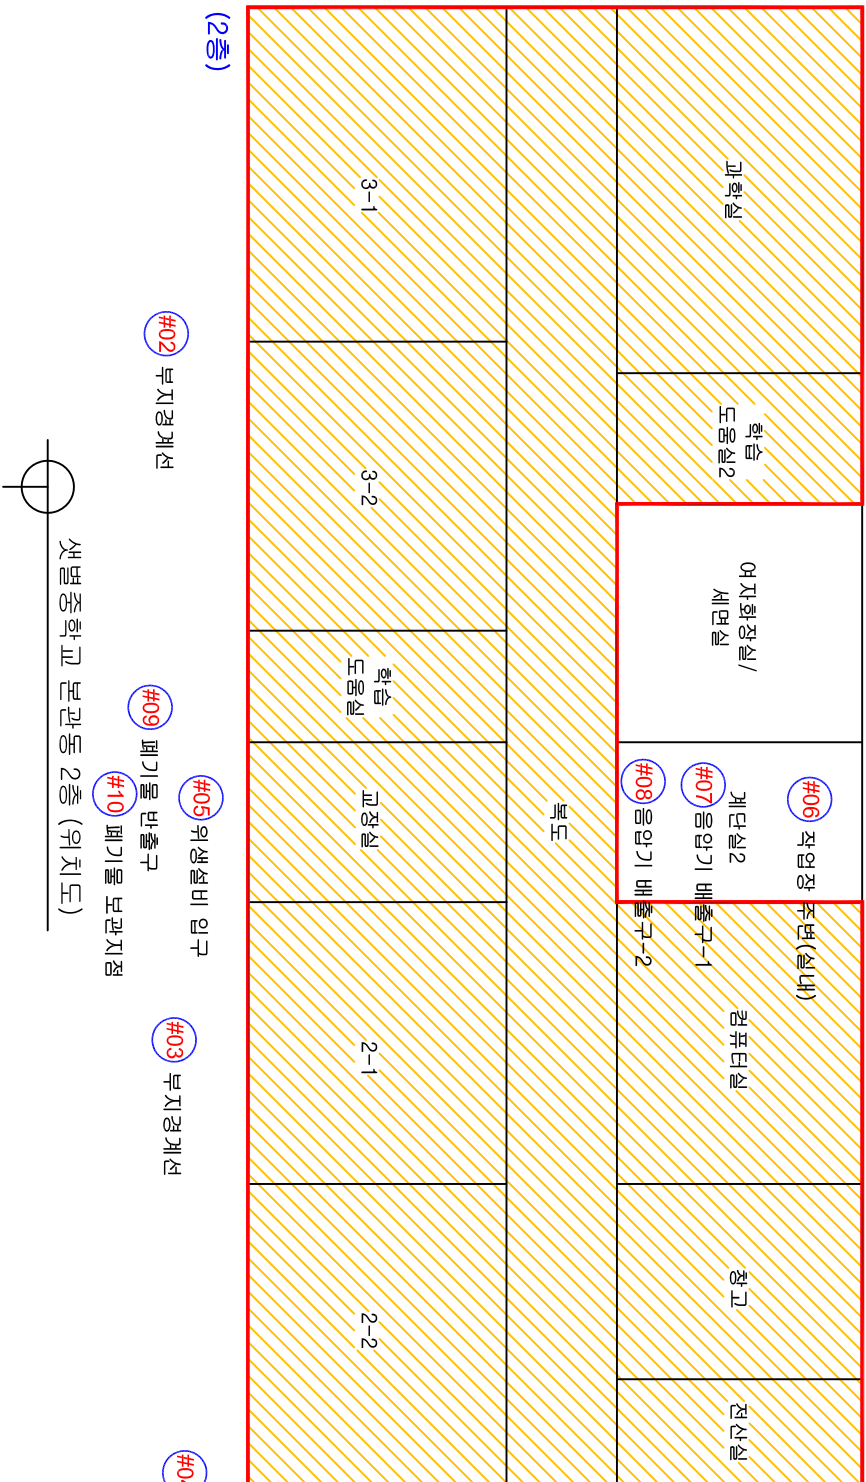 과학실
학습
도움실2
여자화장실/
세면실
#06 작업장 주변(실내)
계단실2
#07 음압기 배출구-1
#08 음압기 배출구-2
컴퓨터실
창고
전산실
복도
3-1
3-2
학습
도움실
교장실
2-1
2-2
(2층)
#02 부지경계선
#05 위생설비 입구
#09 폐기물 반출구
#10 폐기물 보관지점
#03 부지경계선
샛별중학교 본관동 2층 (위치도)